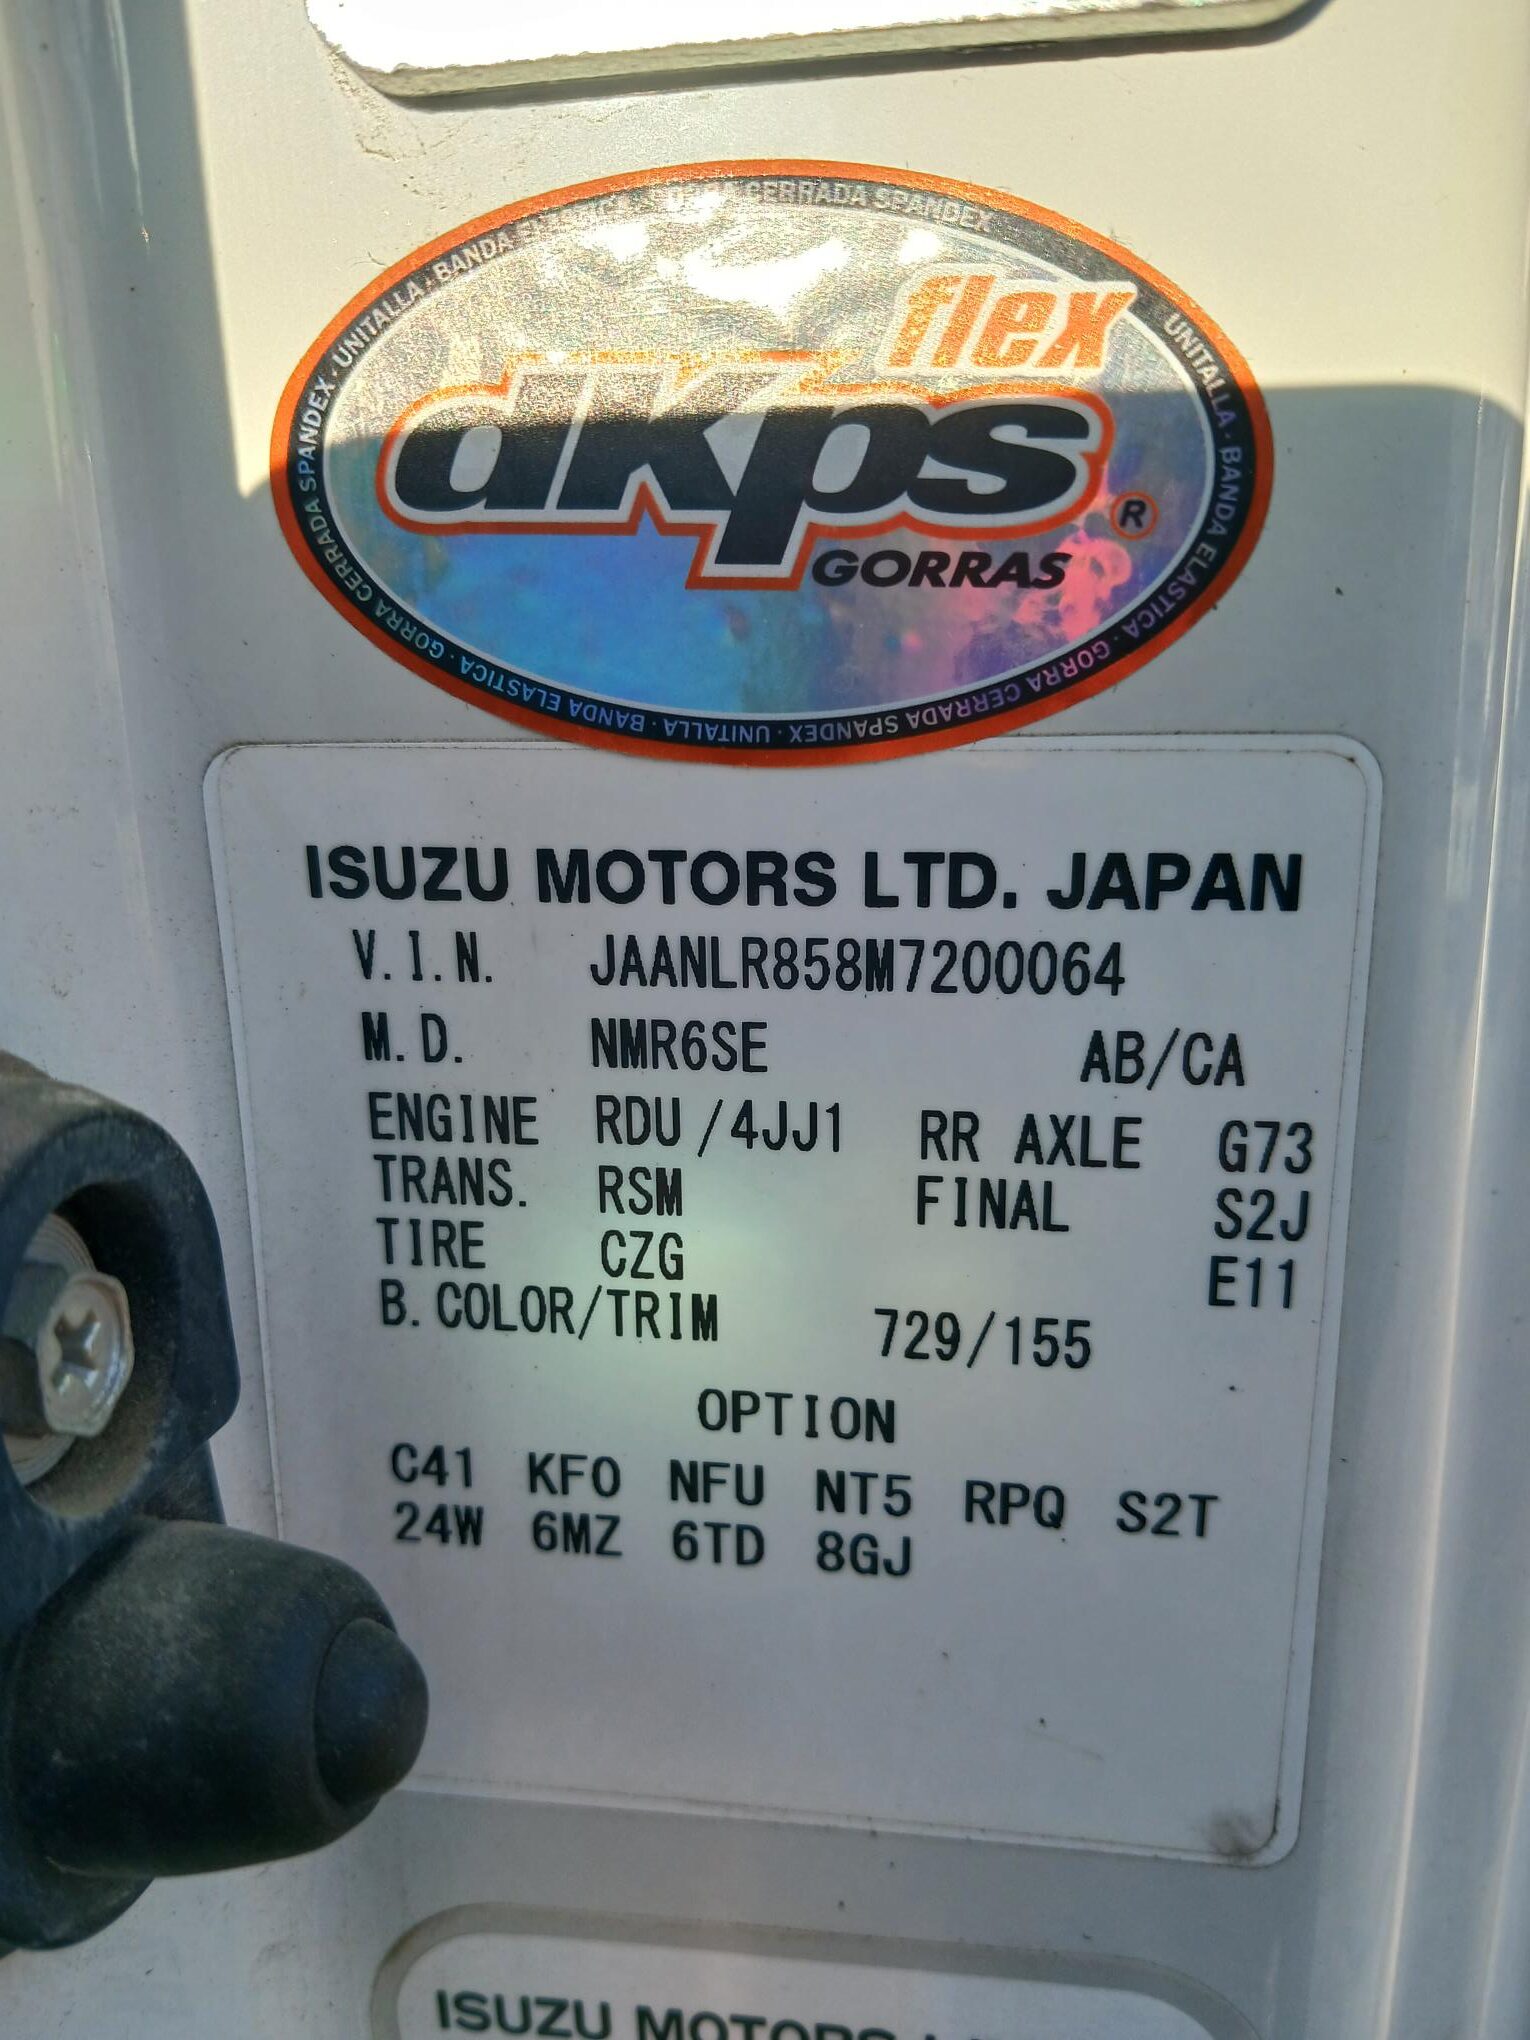 BANDA ELASTICA · GORRA CERRADA SPANDEX · UNITALLA · BANDA ELASTICA · GORRA CERRADA SPANDEX · UNITALLA · BANDA ELASTICA · GORRA CERRADA SPANDEX · UNITALLA
flex
dkps®
GORRAS
ISUZU MOTORS LTD. JAPAN
V.I.N. JAANLR858M7200064
M.D. NMR6SE AB/CA
ENGINE RDU /4JJ1 RR AXLE G73
TRANS. RSM FINAL S2J
TIRE CZG E11
B.COLOR/TRIM 729/155
OPTION
C41 KF0 NFU NT5 RPQ S2T
24W 6MZ 6TD 8GJ
ISUZU MOTORS